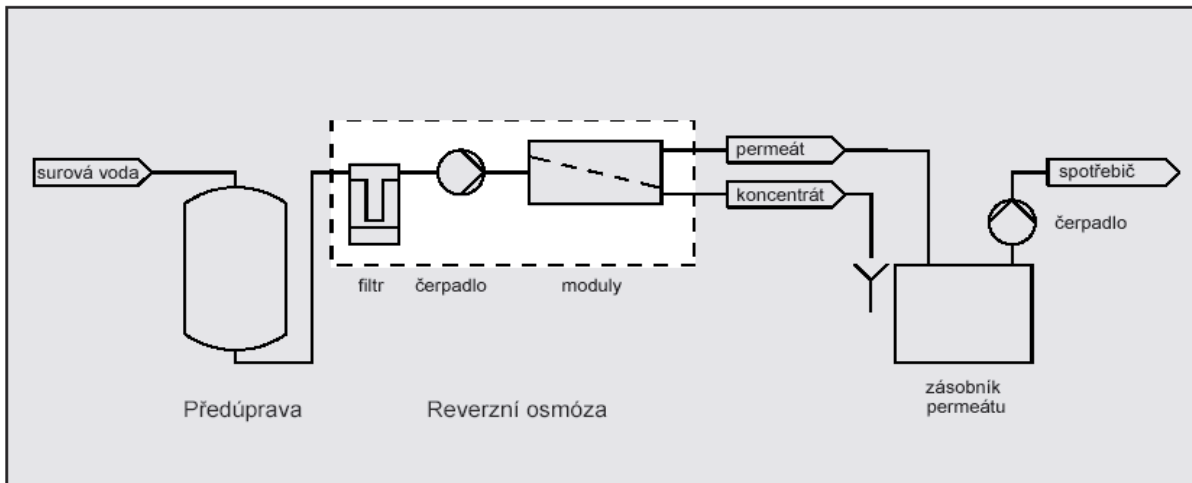 surová voda
permeát
koncentrát
spotřebič
čerpadlo
filtr
čerpadlo
moduly
zásobník
permeátu
Předúprava
Reverzní osmóza